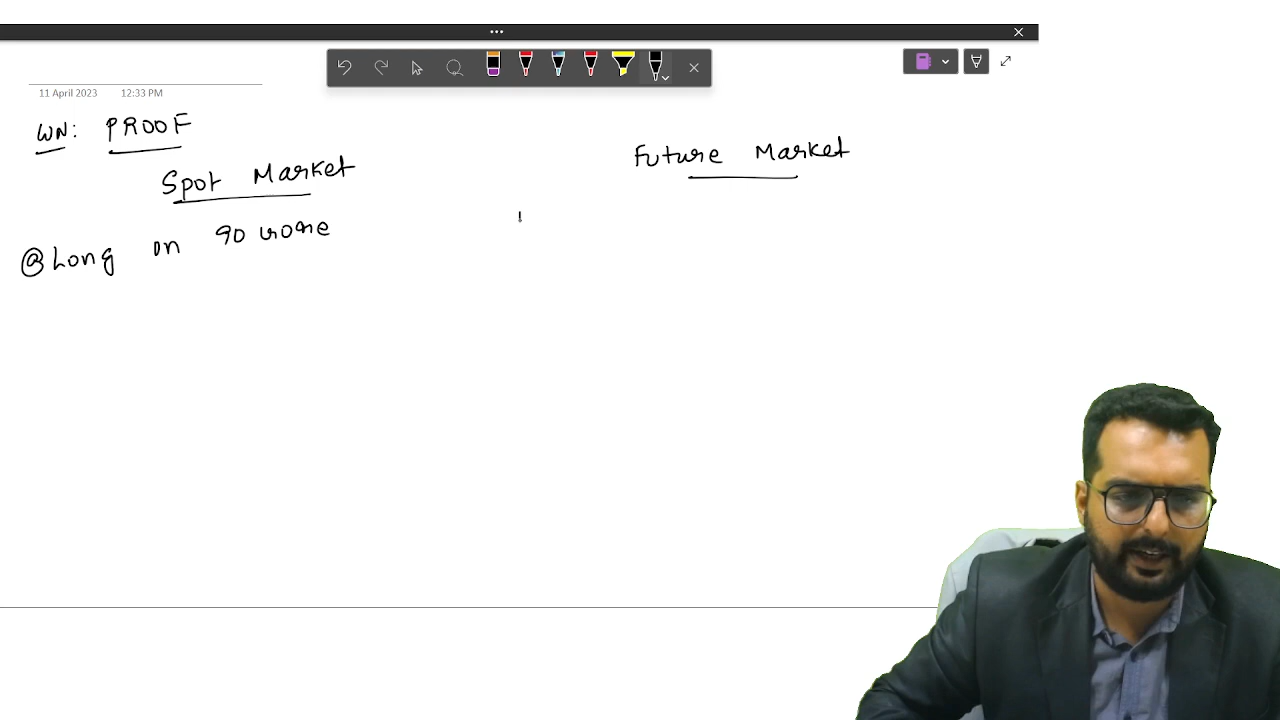 11 April 2023 12:33 PM
WN: PROOF
Spot Market
Future Market
@Long on 90 crore